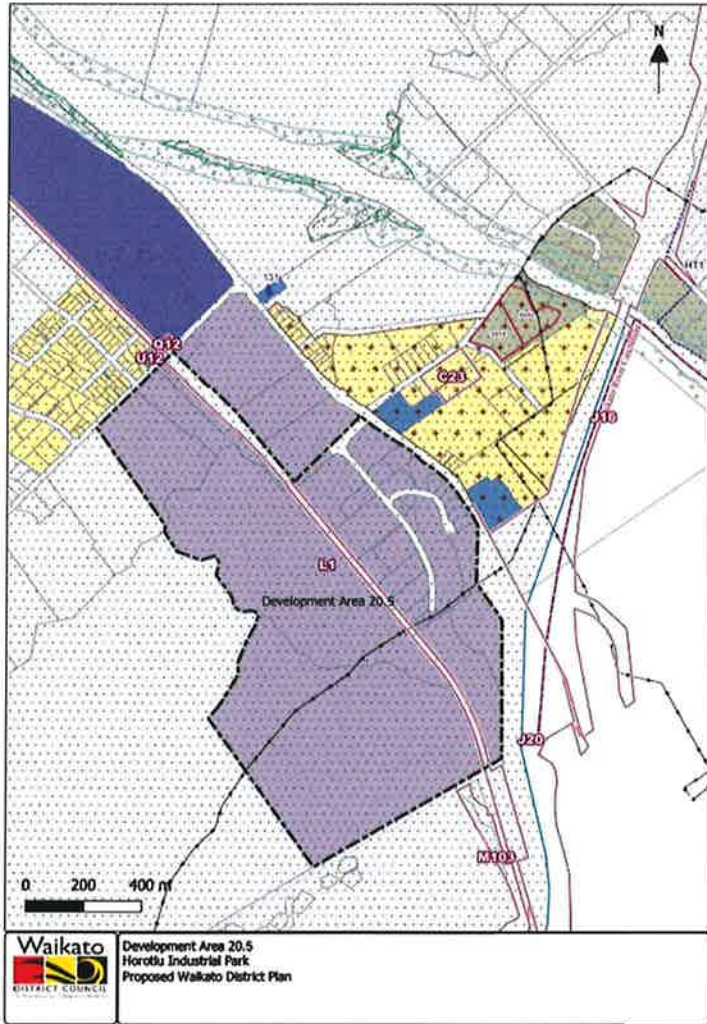 N
HT1
Q12
U12
C23
J16
L1
Development Area 20.5
J20
M103
0 200 400 m
Waikato
DISTRICT COUNCIL
Development Area 20.5
Horotiu Industrial Park
Proposed Waikato District Plan